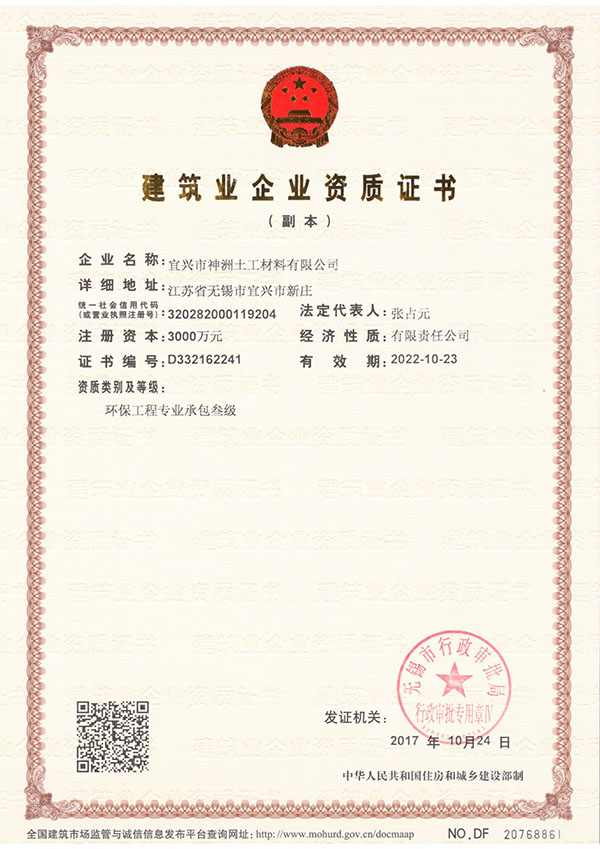 建筑业企业资质证书
(副本)
企业名称：宜兴市神洲土工材料有限公司
详细地址：江苏省无锡市宜兴市新庄
统一社会信用代码
(或营业执照注册号)：320282000119204 法定代表人：张占元
注册资本：3000万元 经济性质：有限责任公司
证书编号：D332162241 有效期：2022-10-23
资质类别及等级：
环保工程专业承包叁级
无锡市行政审批局
行政审批专用章Ⅳ
发证机关：
2017 年 10月24 日
中华人民共和国住房和城乡建设部制
全国建筑市场监管与诚信信息发布平台查询网址：http://www.mohurd.gov.cn/docmaap
NO.DF 20768861